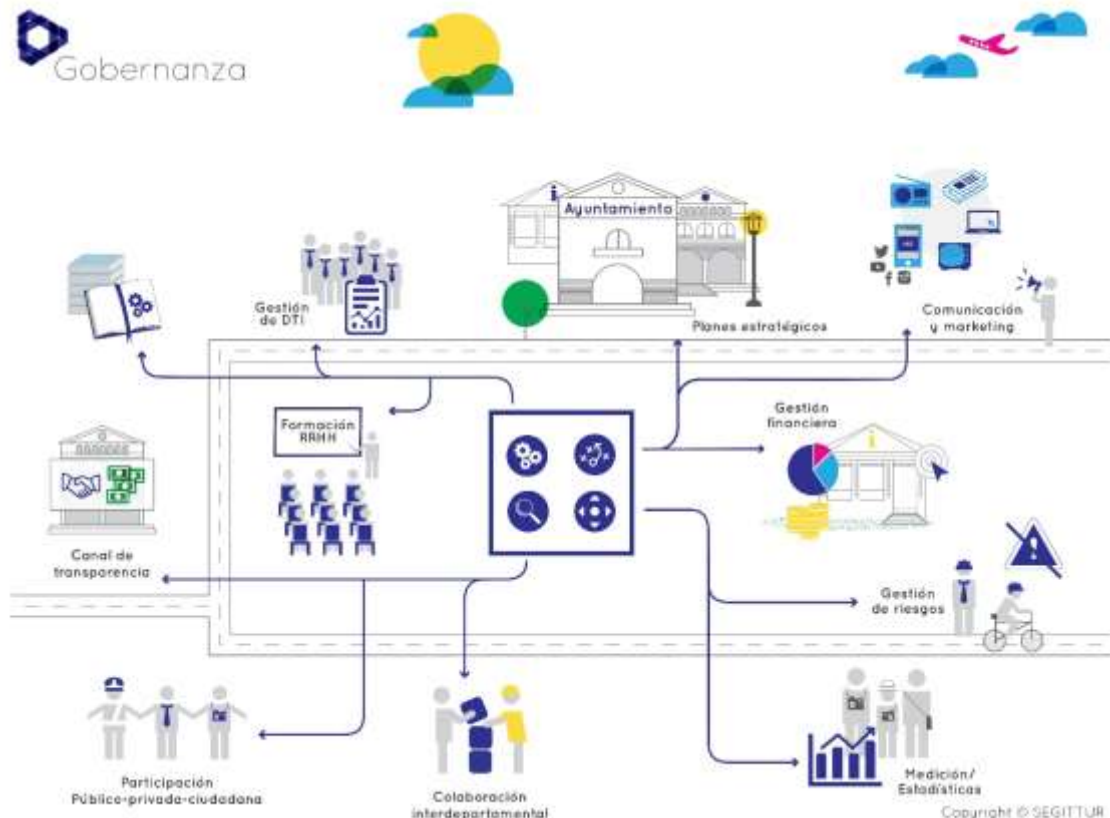 Gobernanza
Ayuntamiento
Gestión
de DTI
Planes estratégicos
Comunicación
y marketing
Formación
RRHH
Gestión
financiera
Canal de
transparencia
Gestión
de riesgos
Participación
Público-privada-ciudadana
Colaboración
interdepartamental
Medición/
Estadísticas
Copyright © SEGITTUR